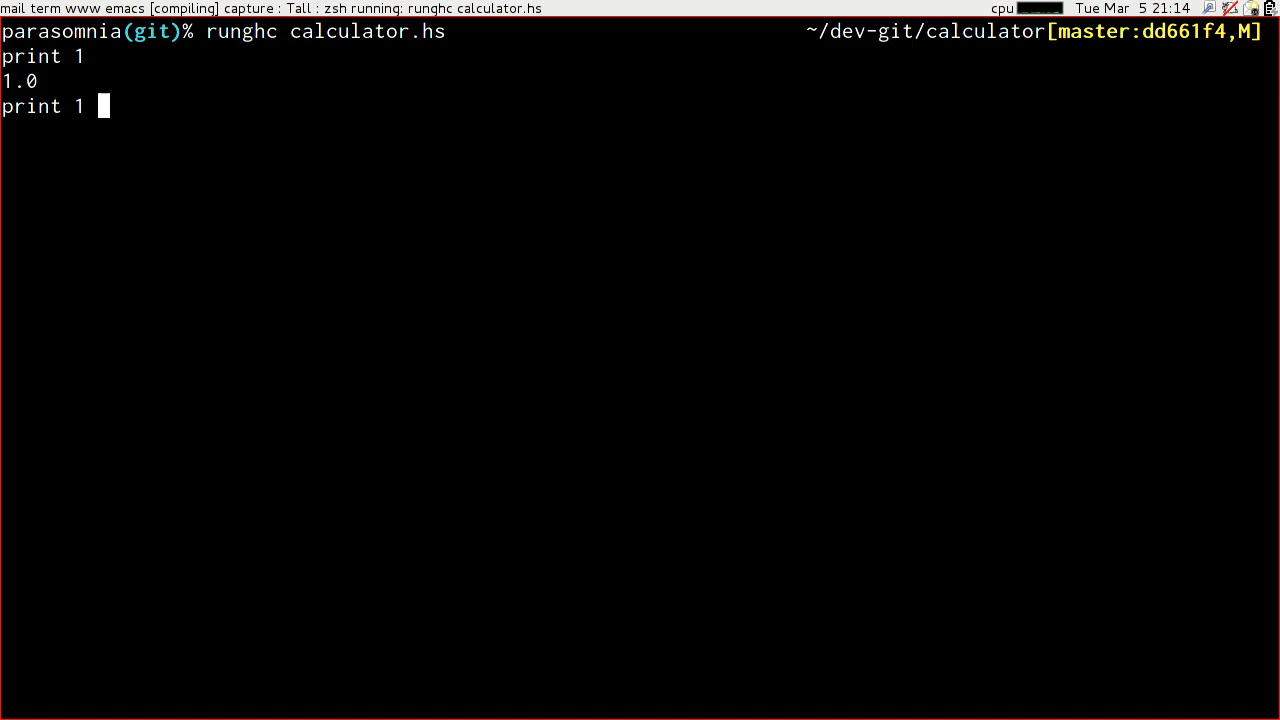 mail term www emacs [compiling] capture : Tall : zsh running: runghc calculator.hs cpu Tue Mar 5 21:14
parasomnia(git)% runghc calculator.hs ~/dev-git/calculator[master:dd661f4,M]
print 1
1.0
print 1